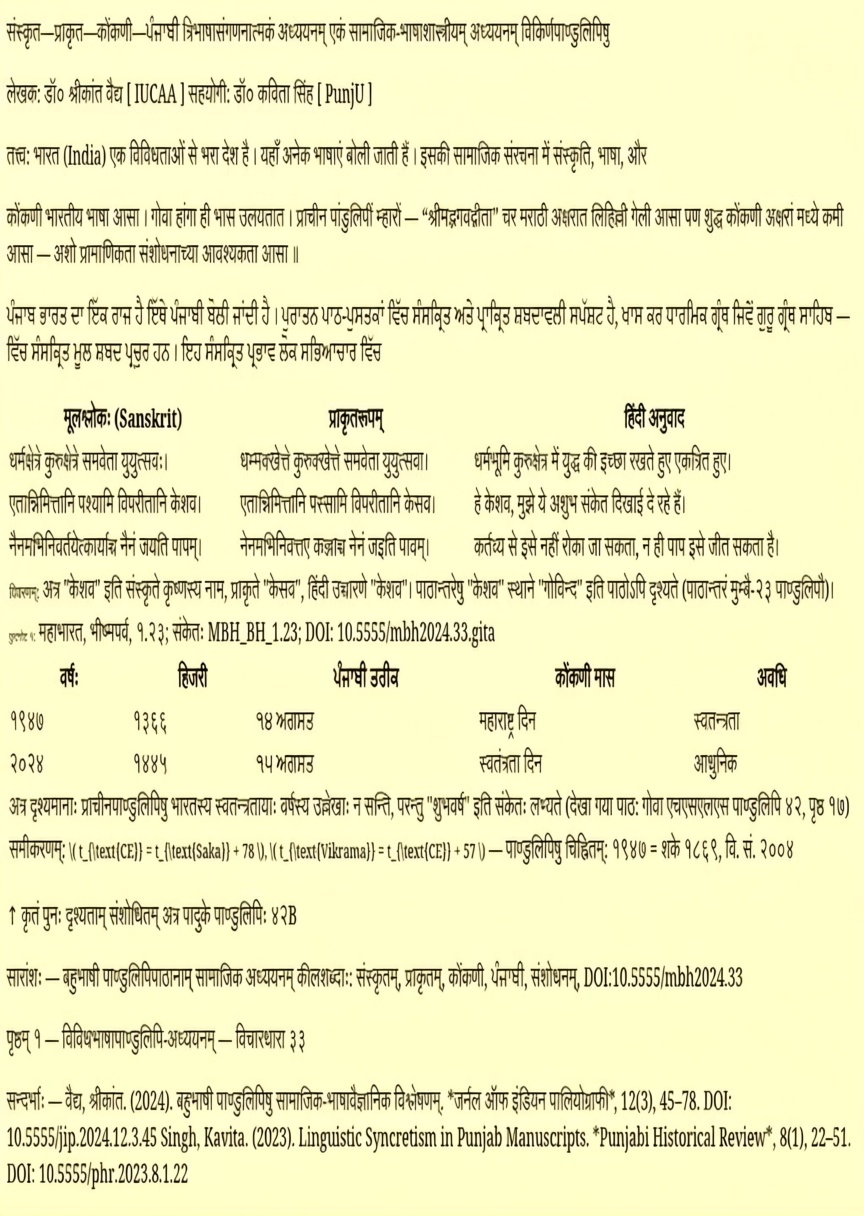 संस्कृत—प्राकृत—कोंकणी—ਪੰਜਾਬੀ त्रिभाषासंगणनात्मकं अध्ययनम् एकं सामाजिक-भाषाशास्त्रीयम् अध्ययनम् विकिर्णपाण्डुलिपिषु
लेखक: डॉ० श्रीकांत वैद्य [ IUCAA ] सहयोगी: डॉ० कविता सिंह [ PunjU ]
तत्त्व: भारत (India) एक विविधताओं से भरा देश है। यहाँ अनेक भाषाएं बोली जाती हैं। इसकी सामाजिक संरचना में संस्कृति, भाषा, और
कोंकणी भारतीय भाषा आसा। गोवा हांगा ही भास उलयतात। प्राचीन पांडुलिपीं म्हारों — “श्रीमद्भगवद्गीता” चर मराठी अक्षरात लिहिल्ली गेली आसा पण शुद्ध कोंकणी अक्षरां मध्ये कमी
आसा — अशो प्रामाणिकता संशोधनाच्या आवश्यकता आसा॥
ਪੰਜਾਬ ਭਾਰਤ ਦਾ ਇੱਕ ਰਾਜ ਹੈ ਇੱਥੇ ਪੰਜਾਬੀ ਬੋਲੀ ਜਾਂਦੀ ਹੈ। ਪੁਰਾਤਨ ਪਾਠ-ਪੁਸਤਕਾਂ ਵਿੱਚ ਸੰਸਕ੍ਰਿਤ ਅਤੇ ਪ੍ਰਾਕ੍ਰਿਤ ਸ਼ਬਦਾਵਲੀ ਸਪੱਸ਼ਟ ਹੈ, ਖਾਸ ਕਰ ਧਾਰਮਿਕ ਗ੍ਰੰਥ ਜਿਵੇਂ ਗੁਰੂ ਗ੍ਰੰਥ ਸਾਹਿਬ —
ਵਿੱਚ ਸੰਸਕ੍ਰਿਤ ਮੂਲ ਸ਼ਬਦ ਪ੍ਰਚੁਰ ਹਨ। ਇਹ ਸੰਸਕ੍ਰਿਤ ਪ੍ਰਭਾਵ ਲੋਕ ਸਭਿਆਚਾਰ ਵਿੱਚ
मूलश्लोकः (Sanskrit) प्राकृतरूपम् हिंदी अनुवाद
धर्मक्षेत्रे कुरुक्षेत्रे समवेता युयुत्सवः। धम्मक्खेत्ते कुरुक्खेत्ते समवेता युयुत्सवा। धर्मभूमि कुरुक्षेत्र में युद्ध की इच्छा रखते हुए एकत्रित हुए।
एतान्निमित्तानि पश्यामि विपरीतानि केशव। एतान्निमित्तानि पस्सामि विपरीतानि केसव। हे केशव, मुझे ये अशुभ संकेत दिखाई दे रहे हैं।
नैनमभिनिवर्तयेत्कार्यान्न नैनं जयति पापम्। नेनमभिनिवत्तए कज्जान्न नेनं जइति पावम्। कर्तव्य से इसे नहीं रोका जा सकता, न ही पाप इसे जीत सकता है।
विवरणम्: अत्र "केशव" इति संस्कृते कृष्णस्य नाम, प्राकृते "केसव", हिंदी उच्चारणे "केशव"। पाठान्तरेषु "केशव" स्थाने "गोविन्द" इति पाठोऽपि दृश्यते (पाठान्तरं मुम्बै-२३ पाण्डुलिपौ)।
महाभारत, भीष्मपर्व, १.२३; संकेतः MBH_BH_1.23; DOI: 10.5555/mbh2024.33.gita
वर्षः हिजरी ਪੰਜਾਬੀ ਤਰੀਕ कोंकणी मास अवधि
१९४७ १३६६ ੧੪ ਅਗਸਤ महाराष्ट्र दिन स्वतन्त्रता
२०२४ १४४५ ੧੫ ਅਗਸਤ स्वतंत्रता दिन आधुनिक
अत्र दृश्यमानाः प्राचीनपाण्डुलिपिषु भारतस्य स्वतन्त्रतायाः वर्षस्य उल्लेखाः न सन्ति, परन्तु "शुभवर्ष" इति संकेतः लभ्यते (देखा गया पाठ: गोवा एचएसएलएस पाण्डुलिपि ४२, पृष्ठ १७)
समीकरणम्: \( t_{\text{CE}} = t_{\text{Saka}} + 78 \), \( t_{\text{Vikrama}} = t_{\text{CE}} + 57 \) — पाण्डुलिपिषु चिह्नितम्: १९४७ = शके १८६९, वि. सं. २००४
↑ कृतं पुनः दृश्यताम् संशोधितम् अत्र पादुके पाण्डुलिपिः ४२B
सारांशः — बहुभाषी पाण्डुलिपिपाठानाम् सामाजिक अध्ययनम् कीलशब्दाः: संस्कृतम्, प्राकृतम्, कोंकणी, ਪੰਜਾਬੀ, संशोधनम्, DOI:10.5555/mbh2024.33
पृष्ठम् १ — विविधभाषापाण्डुलिपि-अध्ययनम् — विचारधारा ३३
सन्दर्भाः — वैद्य, श्रीकांत. (2024). बहुभाषी पाण्डुलिपिषु सामाजिक-भाषावैज्ञानिक विश्लेषणम्. *जर्नल ऑफ इंडियन पालियोग्राफी*, 12(3), 45–78. DOI:
10.5555/jip.2024.12.3.45 Singh, Kavita. (2023). Linguistic Syncretism in Punjab Manuscripts. *Punjabi Historical Review*, 8(1), 22–51.
DOI: 10.5555/phr.2023.8.1.22